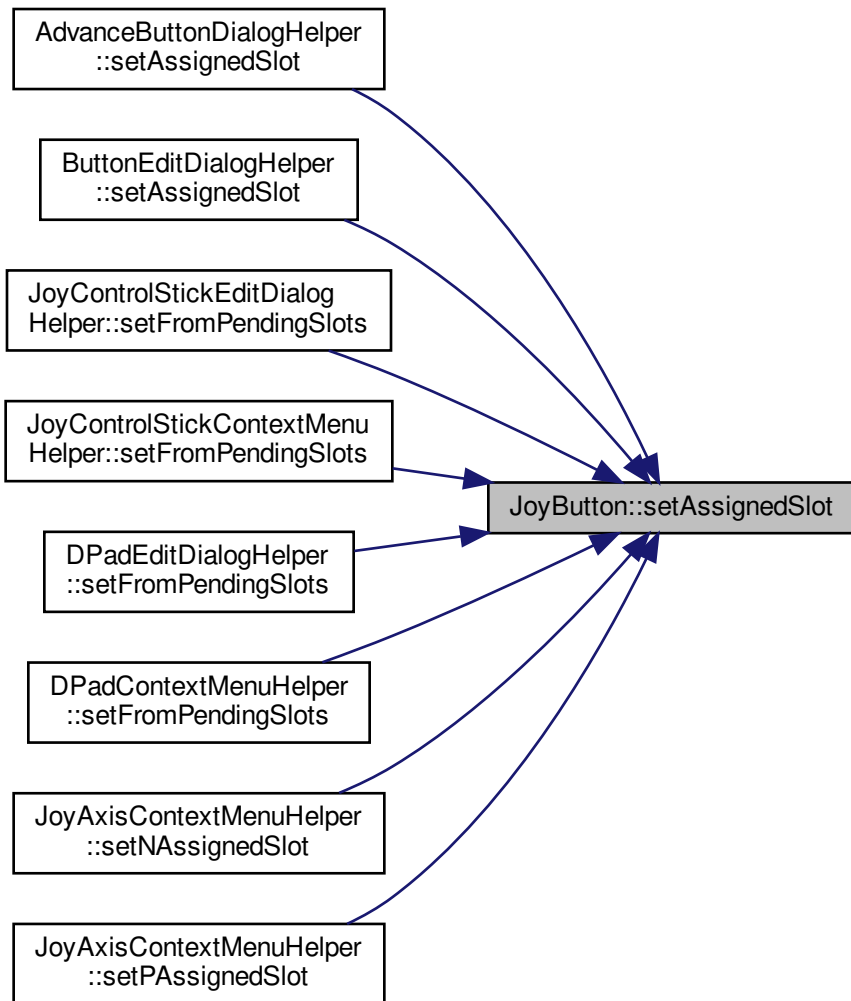 AdvanceButtonDialogHelper
::setAssignedSlot
ButtonEditDialogHelper
::setAssignedSlot
JoyControlStickEditDialog
Helper::setFromPendingSlots
JoyControlStickContextMenu
Helper::setFromPendingSlots
JoyButton::setAssignedSlot
DPadEditDialogHelper
::setFromPendingSlots
DPadContextMenuHelper
::setFromPendingSlots
JoyAxisContextMenuHelper
::setNAssignedSlot
JoyAxisContextMenuHelper
::setPAssignedSlot